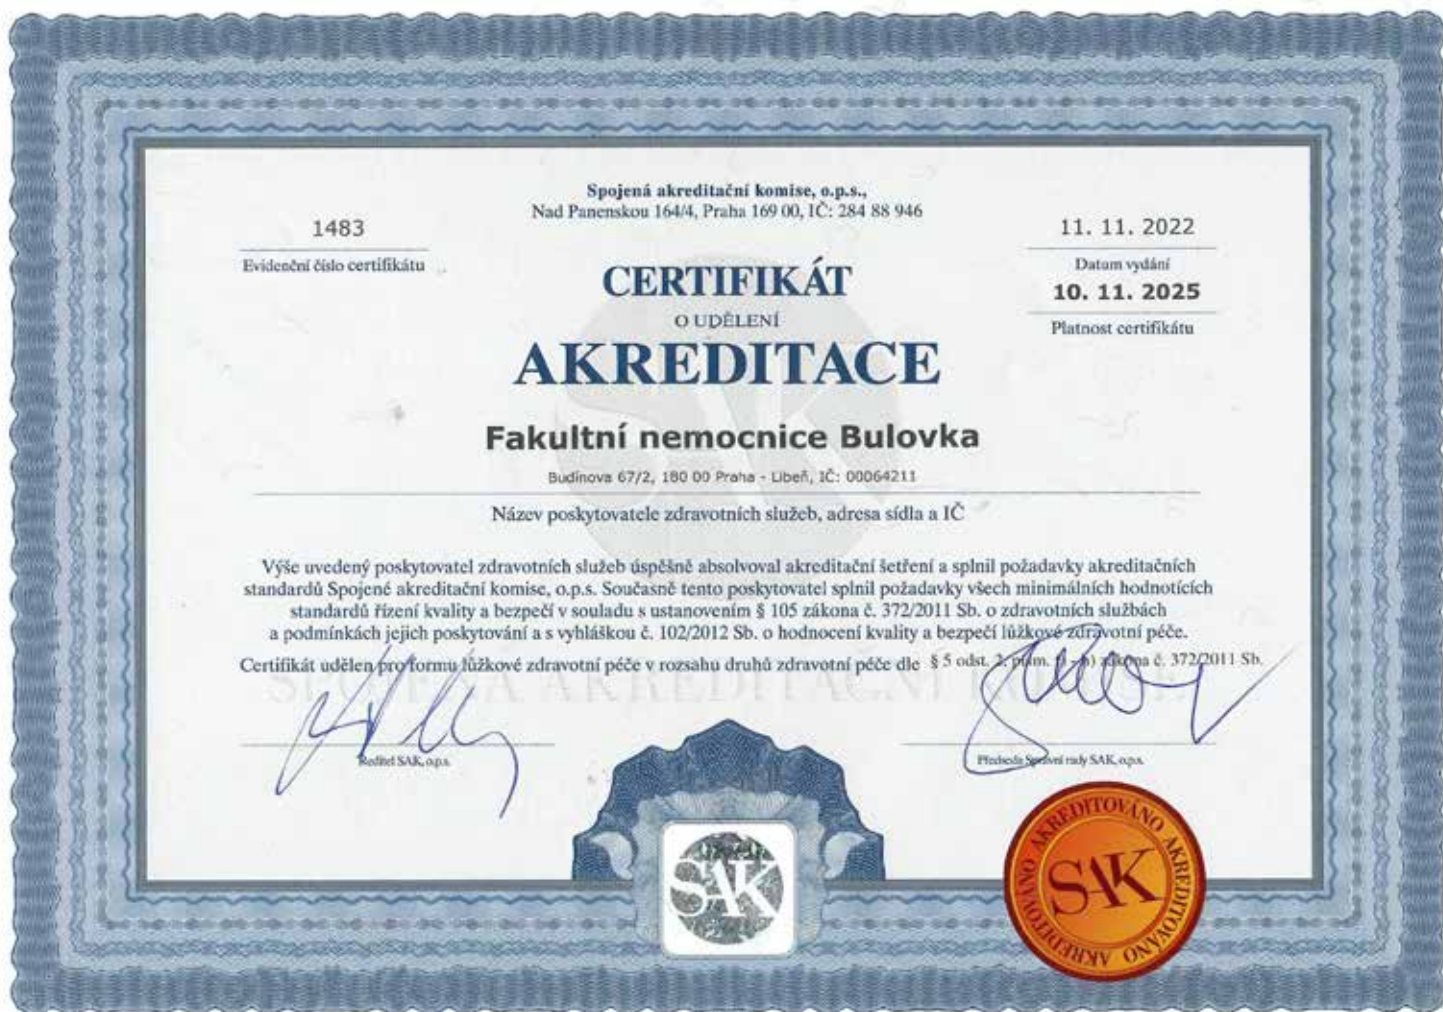 Spojená akreditační komise, o.p.s.,
Nad Panenskou 164/4, Praha 169 00, IČ: 284 88 946
1483
Evidenční číslo certifikátu
11. 11. 2022
Datum vydání
10. 11. 2025
Platnost certifikátu
CERTIFIKÁT
O UDĚLENÍ
AKREDITACE
Fakultní nemocnice Bulovka
Budínova 67/2, 180 00 Praha - Libeň, IČ: 00064211
Název poskytovatele zdravotních služeb, adresa sídla a IČ
Výše uvedený poskytovatel zdravotních služeb úspěšně absolvoval akreditační šetření a splnil požadavky akreditačních
standardů Spojené akreditační komise, o.p.s. Současně tento poskytovatel splnil požadavky všech minimálních hodnotících
standardů řízení kvality a bezpečí v souladu s ustanovením § 105 zákona č. 372/2011 Sb. o zdravotních službách
a podmínkách jejich poskytování a s vyhláškou č. 102/2012 Sb. o hodnocení kvality a bezpečí lůžkové zdravotní péče.
Certifikát udělen pro formu lůžkové zdravotní péče v rozsahu druhů zdravotní péče dle § 5 odst. 2, zákona č. 372/2011 Sb.
SPOJENÁ AKREDITAČNÍ KOMISE
Ředitel SAK, o.p.s.
Předseda Správní rady SAK, o.p.s.
SAK
AKREDITOVÁNO AKREDITOVÁNO AKREDITOVÁNO
SAK